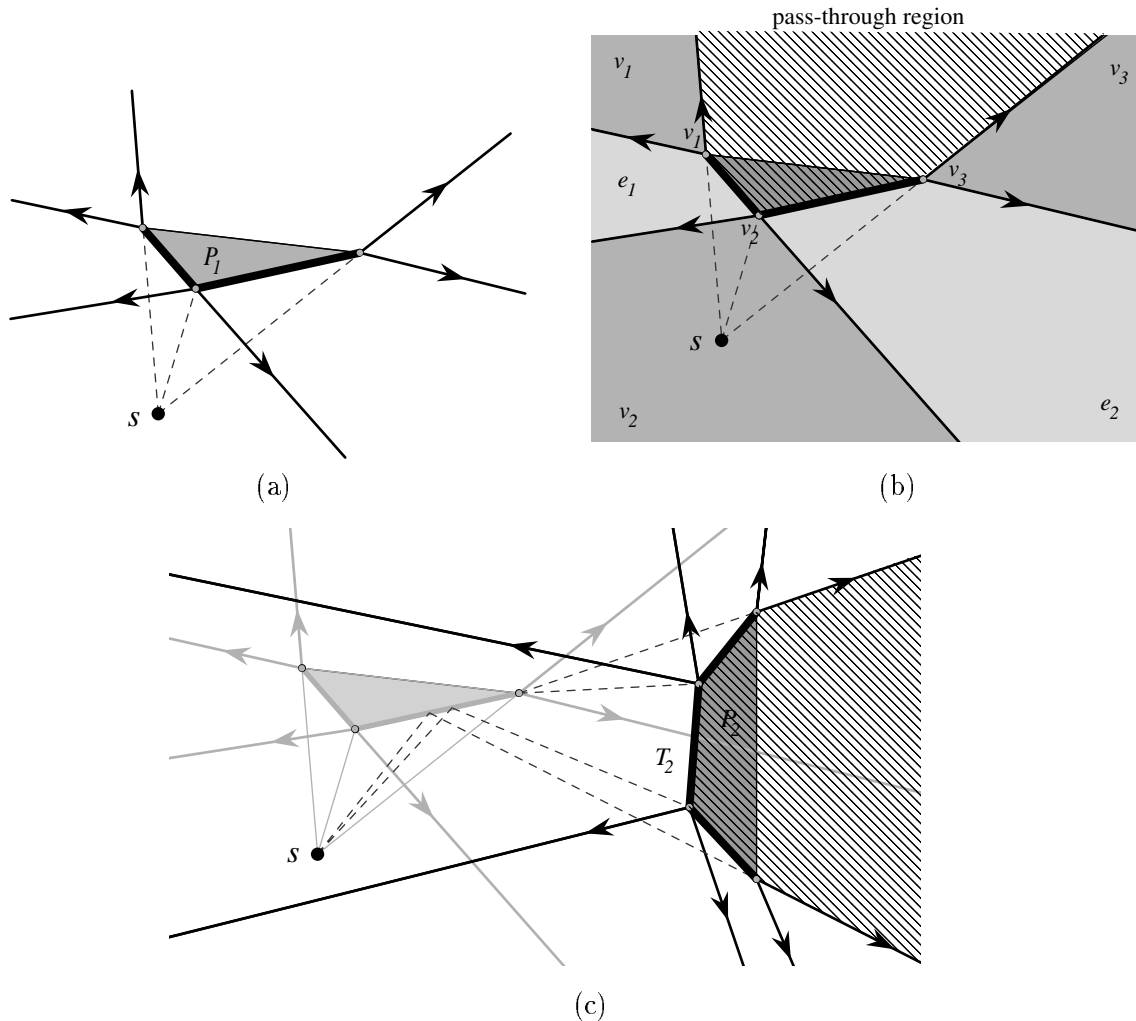 P1
s
(a)
pass-through region
v1
v3
v1
e1
v3
v2
s
v2
e2
(b)
P2
T2
s
(c)